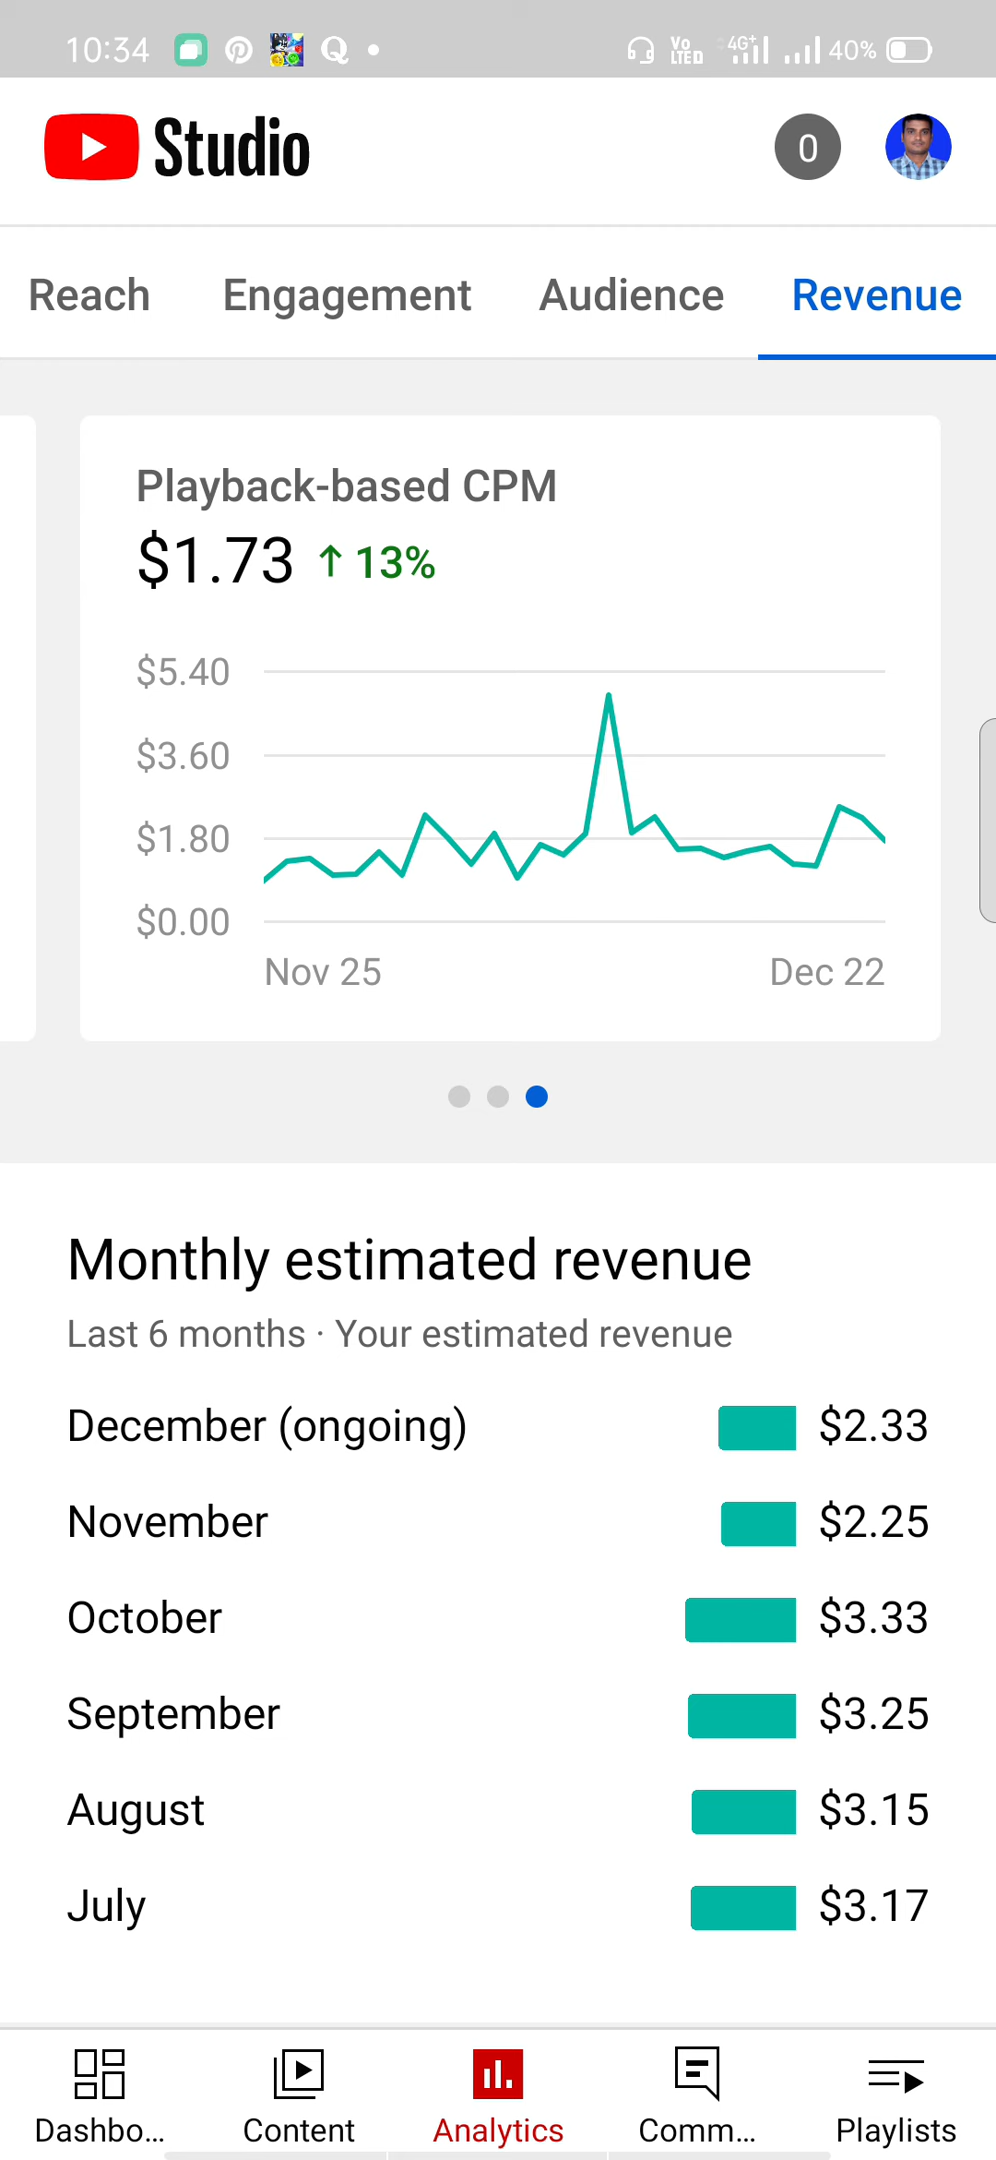 10:34
Vo LTED 4G+ 40%
Studio
0
Reach Engagement Audience Revenue
Playback-based CPM
$1.73 ↑ 13%
$5.40
$3.60
$1.80
$0.00
Nov 25 Dec 22
Monthly estimated revenue
Last 6 months · Your estimated revenue
December (ongoing) $2.33
November $2.25
October $3.33
September $3.25
August $3.15
July $3.17
Dashbo... Content Analytics Comm... Playlists